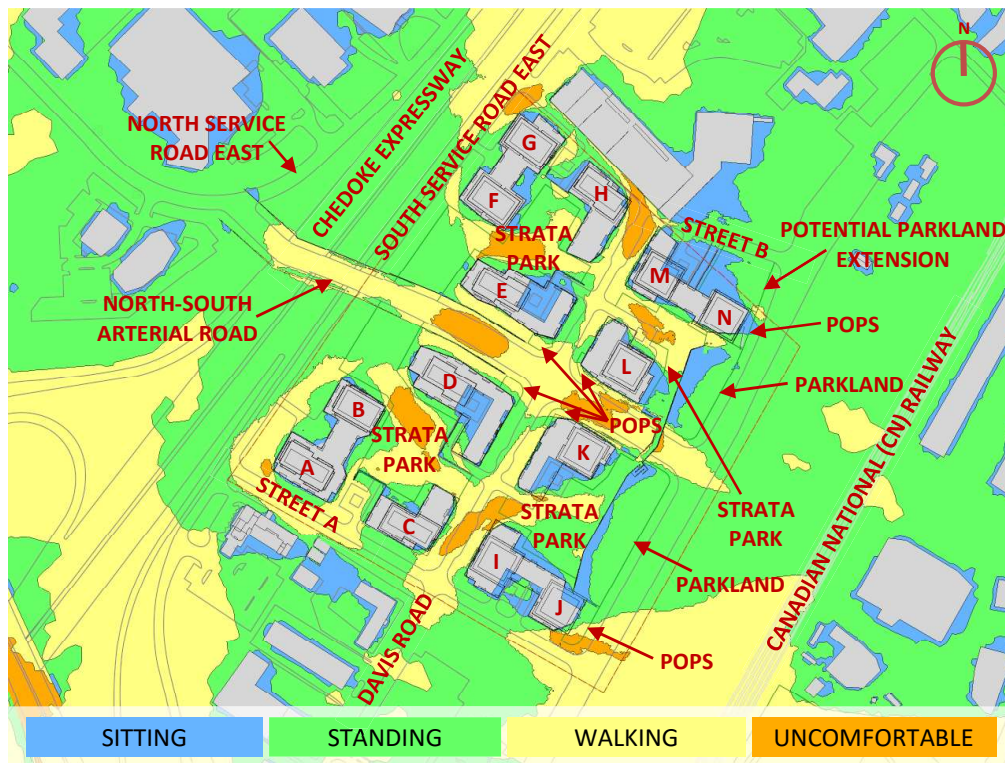 N
NORTH SERVICE
ROAD EAST
CHEDOKE EXPRESSWAY
SOUTH SERVICE ROAD EAST
G
H
F
STRATA
PARK
STREET B
POTENTIAL PARKLAND
EXTENSION
E
M
N
NORTH-SOUTH
ARTERIAL ROAD
POPS
D
L
PARKLAND
B
POPS
STRATA
PARK
K
A
STREET A
C
STRATA
PARK
STRATA
PARK
I
J
PARKLAND
CANADIAN NATIONAL (CN) RAILWAY
DAVIS ROAD
POPS
SITTING
STANDING
WALKING
UNCOMFORTABLE